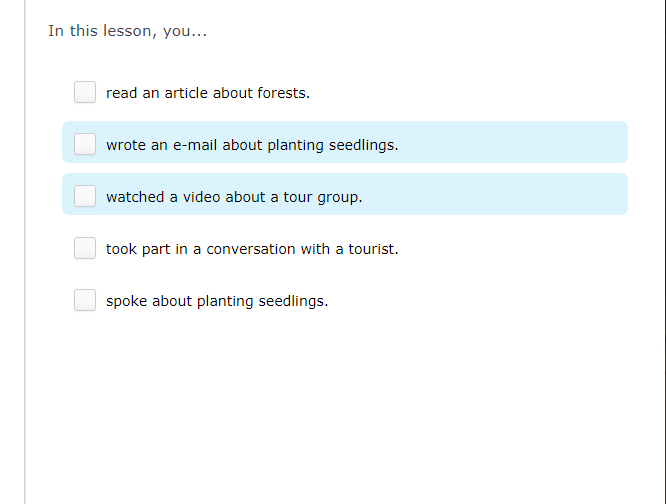 In this lesson, you...
read an article about forests.
wrote an e-mail about planting seedlings.
watched a video about a tour group.
took part in a conversation with a tourist.
spoke about planting seedlings.